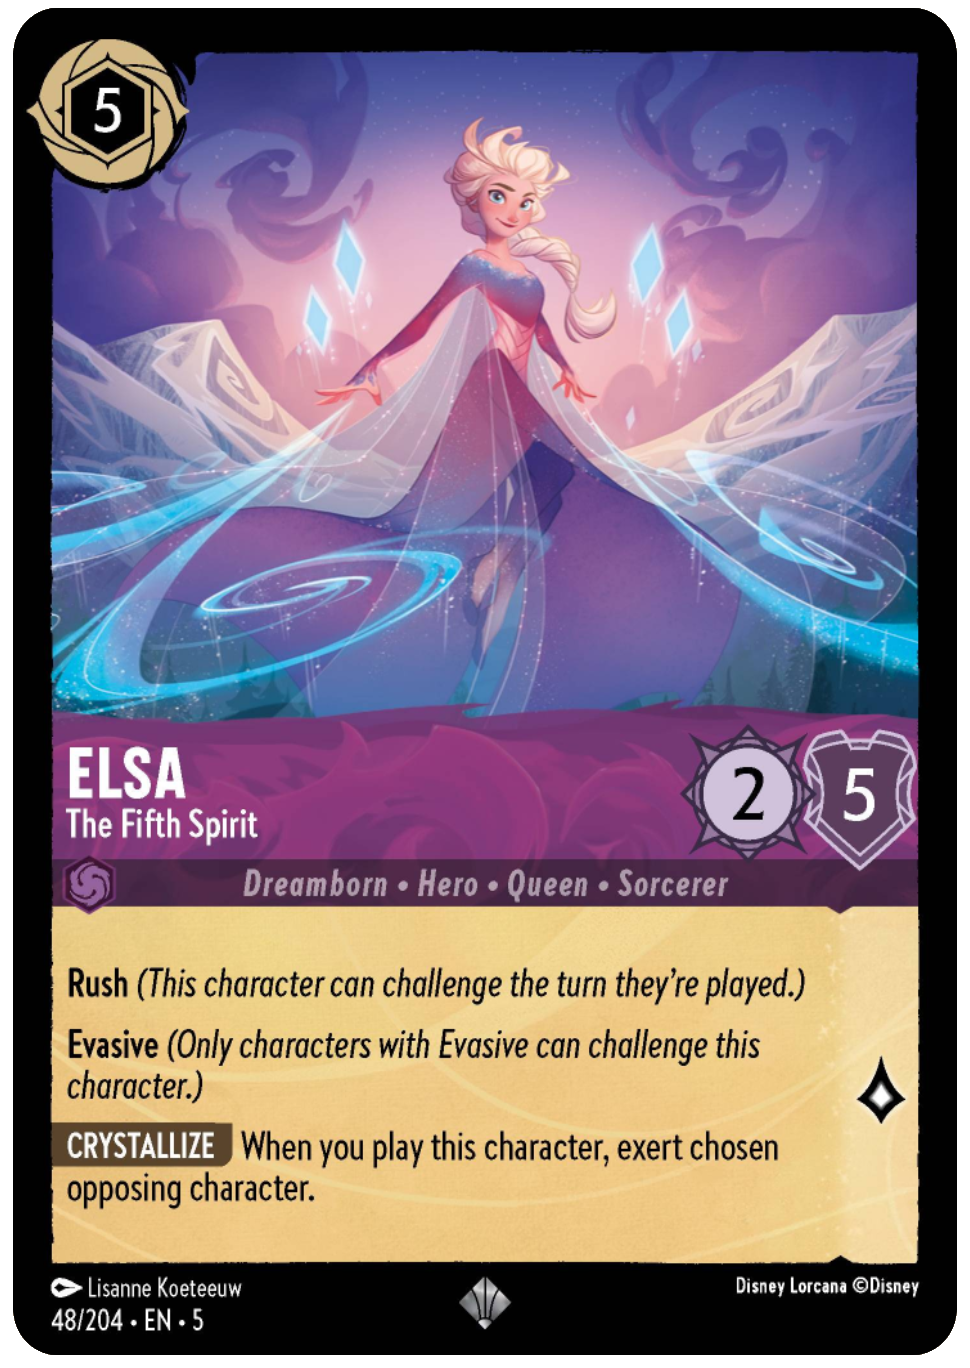 5
ELSA
The Fifth Spirit
2
5
Dreamborn • Hero • Queen • Sorcerer
Rush (This character can challenge the turn they're played.)
Evasive (Only characters with Evasive can challenge this
character.)
CRYSTALLIZE When you play this character, exert chosen
opposing character.
Lisanne Koeteeuw
Disney Lorcana ©Disney
48/204 • EN • 5